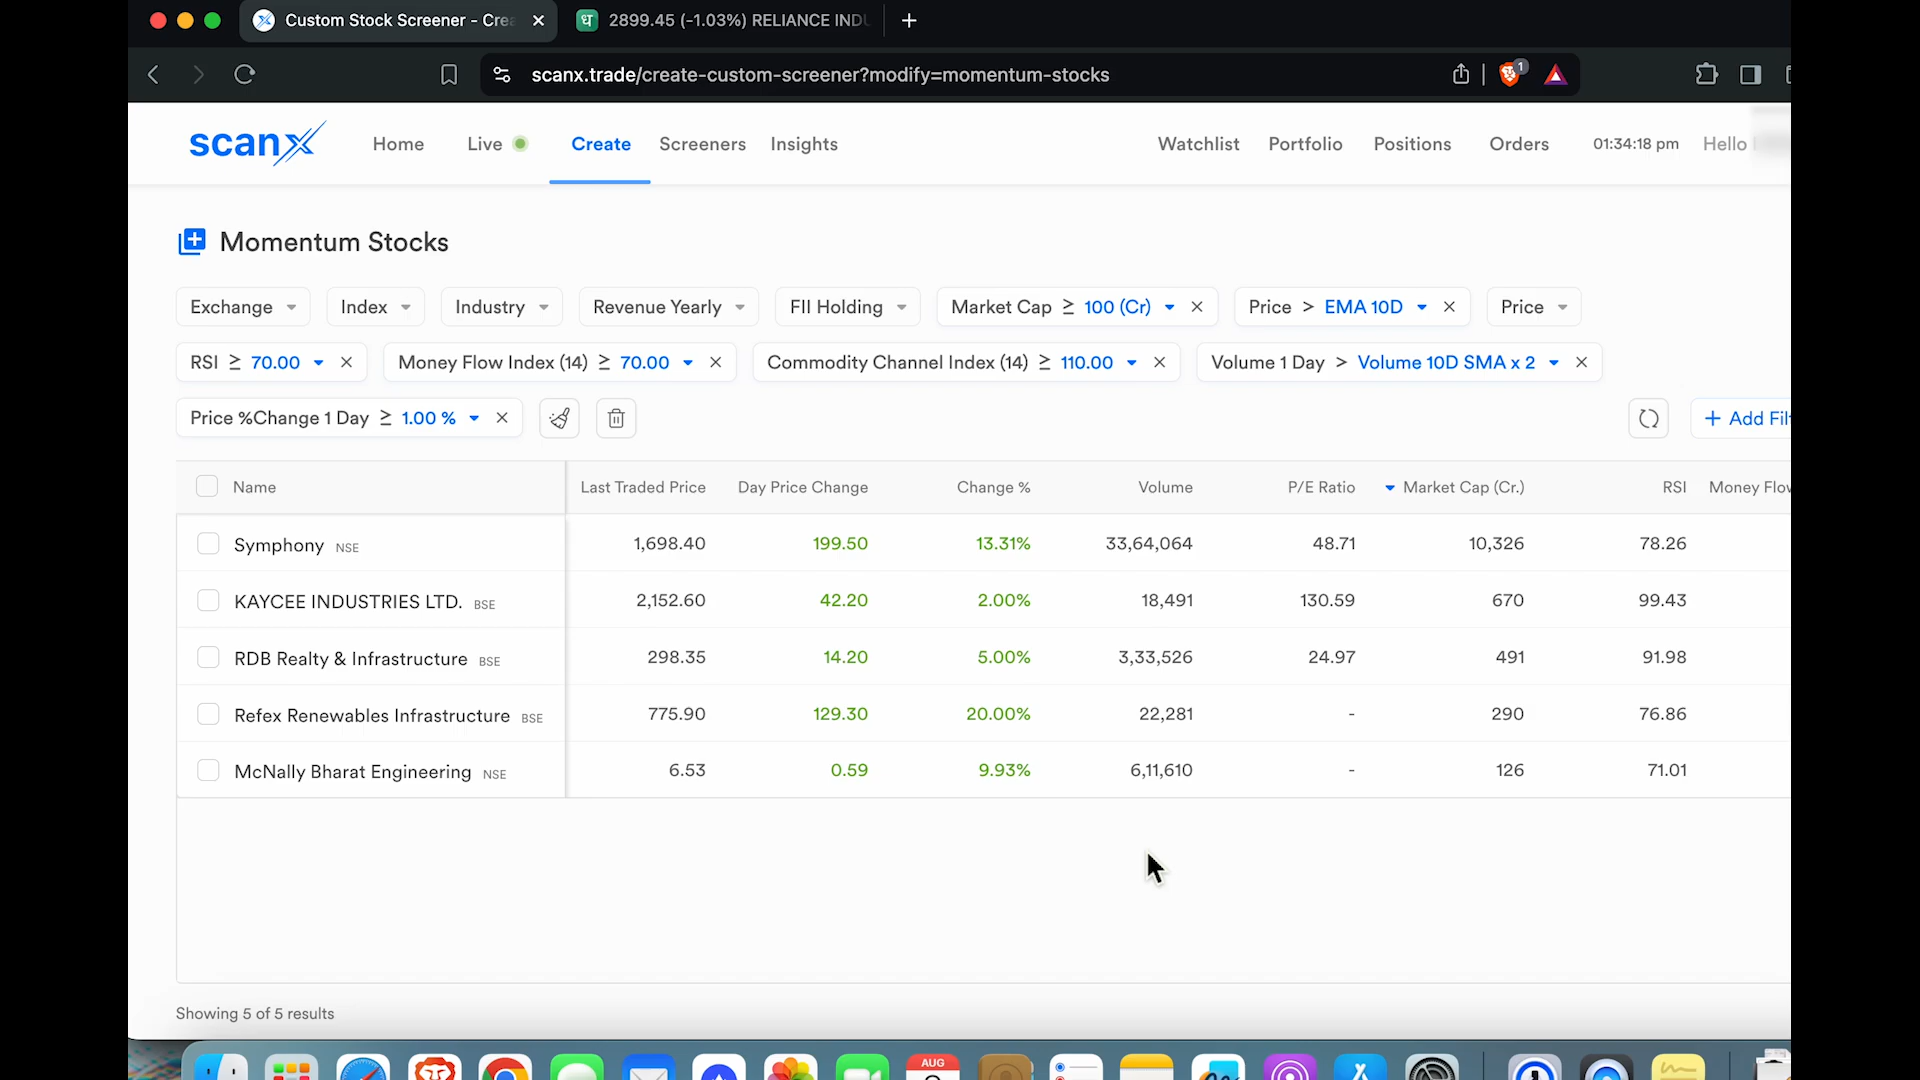 Custom Stock Screener - Crea
2899.45 (-1.03%) RELIANCE INDU
scanx.trade/create-custom-screener?modify=momentum-stocks
1
scanX
Home Live Create Screeners Insights Watchlist Portfolio Positions Orders 01:34:18 pm Hello
Momentum Stocks
Exchange Index Industry Revenue Yearly FII Holding Market Cap ≥ 100 (Cr) Price > EMA 10D Price
RSI ≥ 70.00 Money Flow Index (14) ≥ 70.00 Commodity Channel Index (14) ≥ 110.00 Volume 1 Day > Volume 10D SMA x 2
Price %Change 1 Day ≥ 1.00 % + Add Filt
Name Last Traded Price Day Price Change Change % Volume P/E Ratio Market Cap (Cr.) RSI Money Flow
Symphony NSE 1,698.40 199.50 13.31% 33,64,064 48.71 10,326 78.26
KAYCEE INDUSTRIES LTD. BSE 2,152.60 42.20 2.00% 18,491 130.59 670 99.43
RDB Realty & Infrastructure BSE 298.35 14.20 5.00% 3,33,526 24.97 491 91.98
Refex Renewables Infrastructure BSE 775.90 129.30 20.00% 22,281 - 290 76.86
McNally Bharat Engineering NSE 6.53 0.59 9.93% 6,11,610 - 126 71.01
Showing 5 of 5 results
AUG